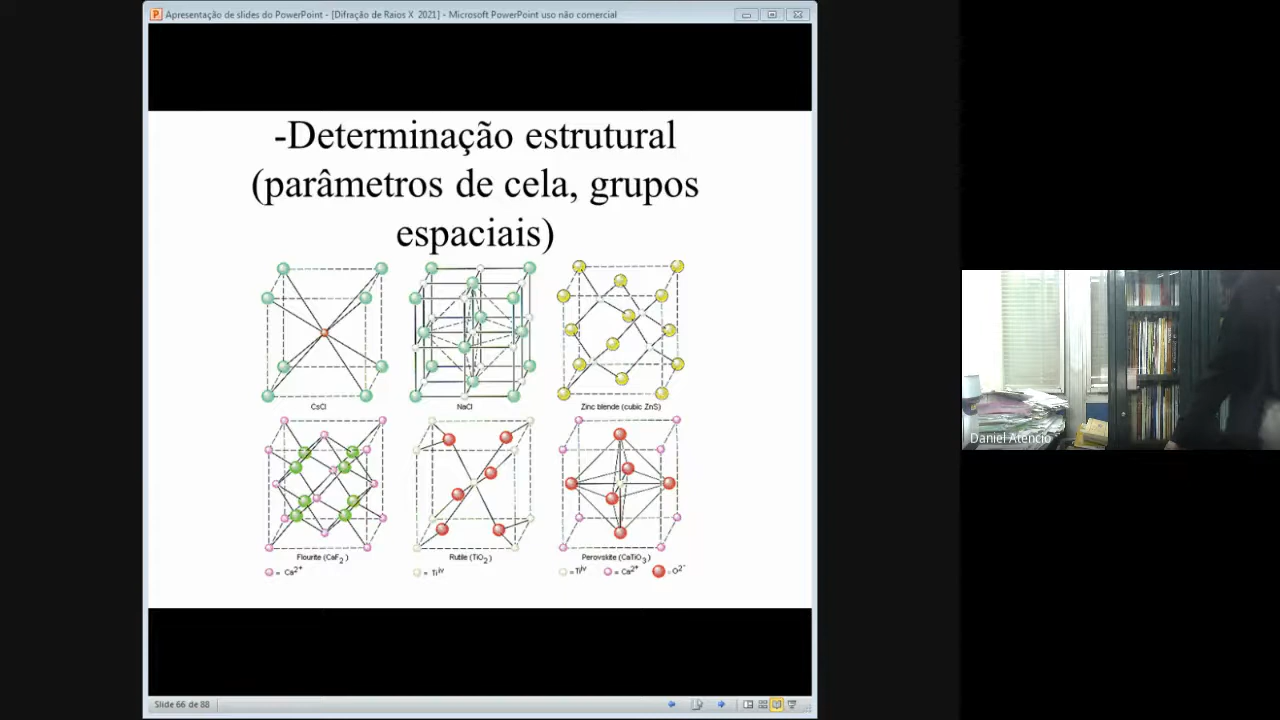 Apresentação de slides do PowerPoint - [Difração de Raios X 2021] - Microsoft PowerPoint uso não comercial
-Determinação estrutural
(parâmetros de cela, grupos
espaciais)
CsCl
NaCl
Zinc blende (cubic ZnS)
Flourite (CaF2)
Rutile (TiO2)
Perovskite (CaTiO3)
= Ca2+
= TiIV
= TiIV
= Ca2+
= O2-
Daniel Atencio
Slide 66 de 88